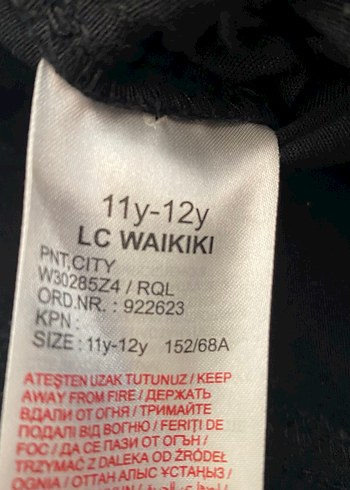 11y-12y
LC WAIKIKI
PNT.CITY
W30285Z4 / RQL
ORD.NR. : 922623
KPN :
SIZE : 11y-12y 152/68A
ATEŞTEN UZAK TUTUNUZ / KEEP
AWAY FROM FIRE / ДЕРЖАТЬ
ВДАЛИ ОТ ОГНЯ / ТРИМАЙТЕ
ПОДАЛІ ВІД ВОГНЮ / FERITI DE
FOC / ДА СЕ ПАЗИ ОТ ОГЪН /
TRZYMAĆ Z DALEKA OD ŹRÓDEŁ
OGNIA / ОТТАН АЛЫС ҰСТАҢЫЗ /